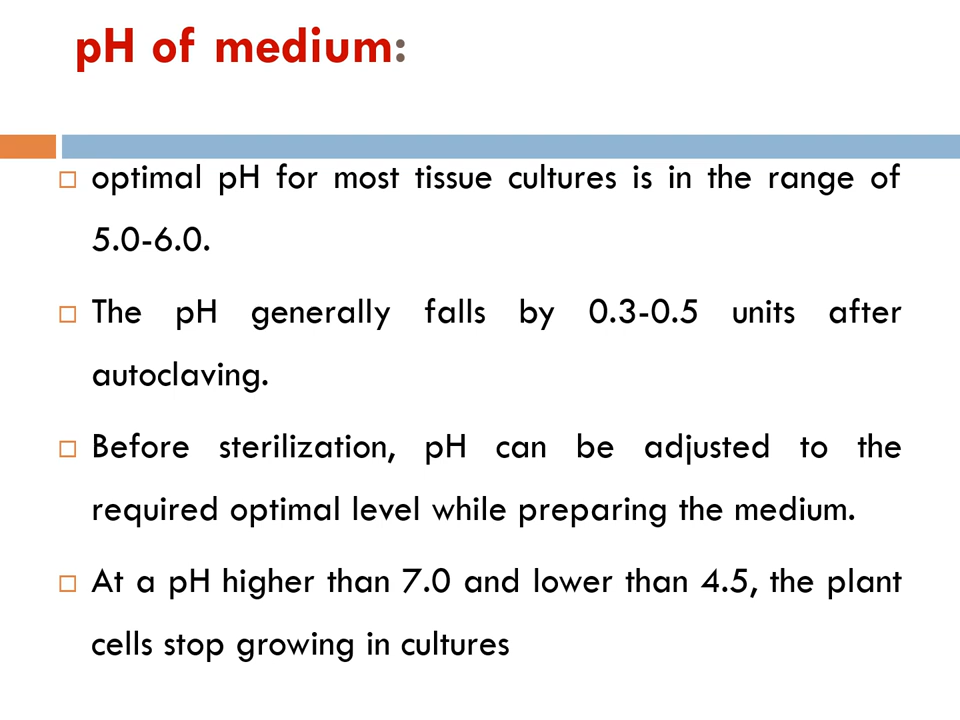 pH of medium:
optimal pH for most tissue cultures is in the range of
5.0-6.0.
The pH generally falls by 0.3-0.5 units after
autoclaving.
Before sterilization, pH can be adjusted to the
required optimal level while preparing the medium.
At a pH higher than 7.0 and lower than 4.5, the plant
cells stop growing in cultures